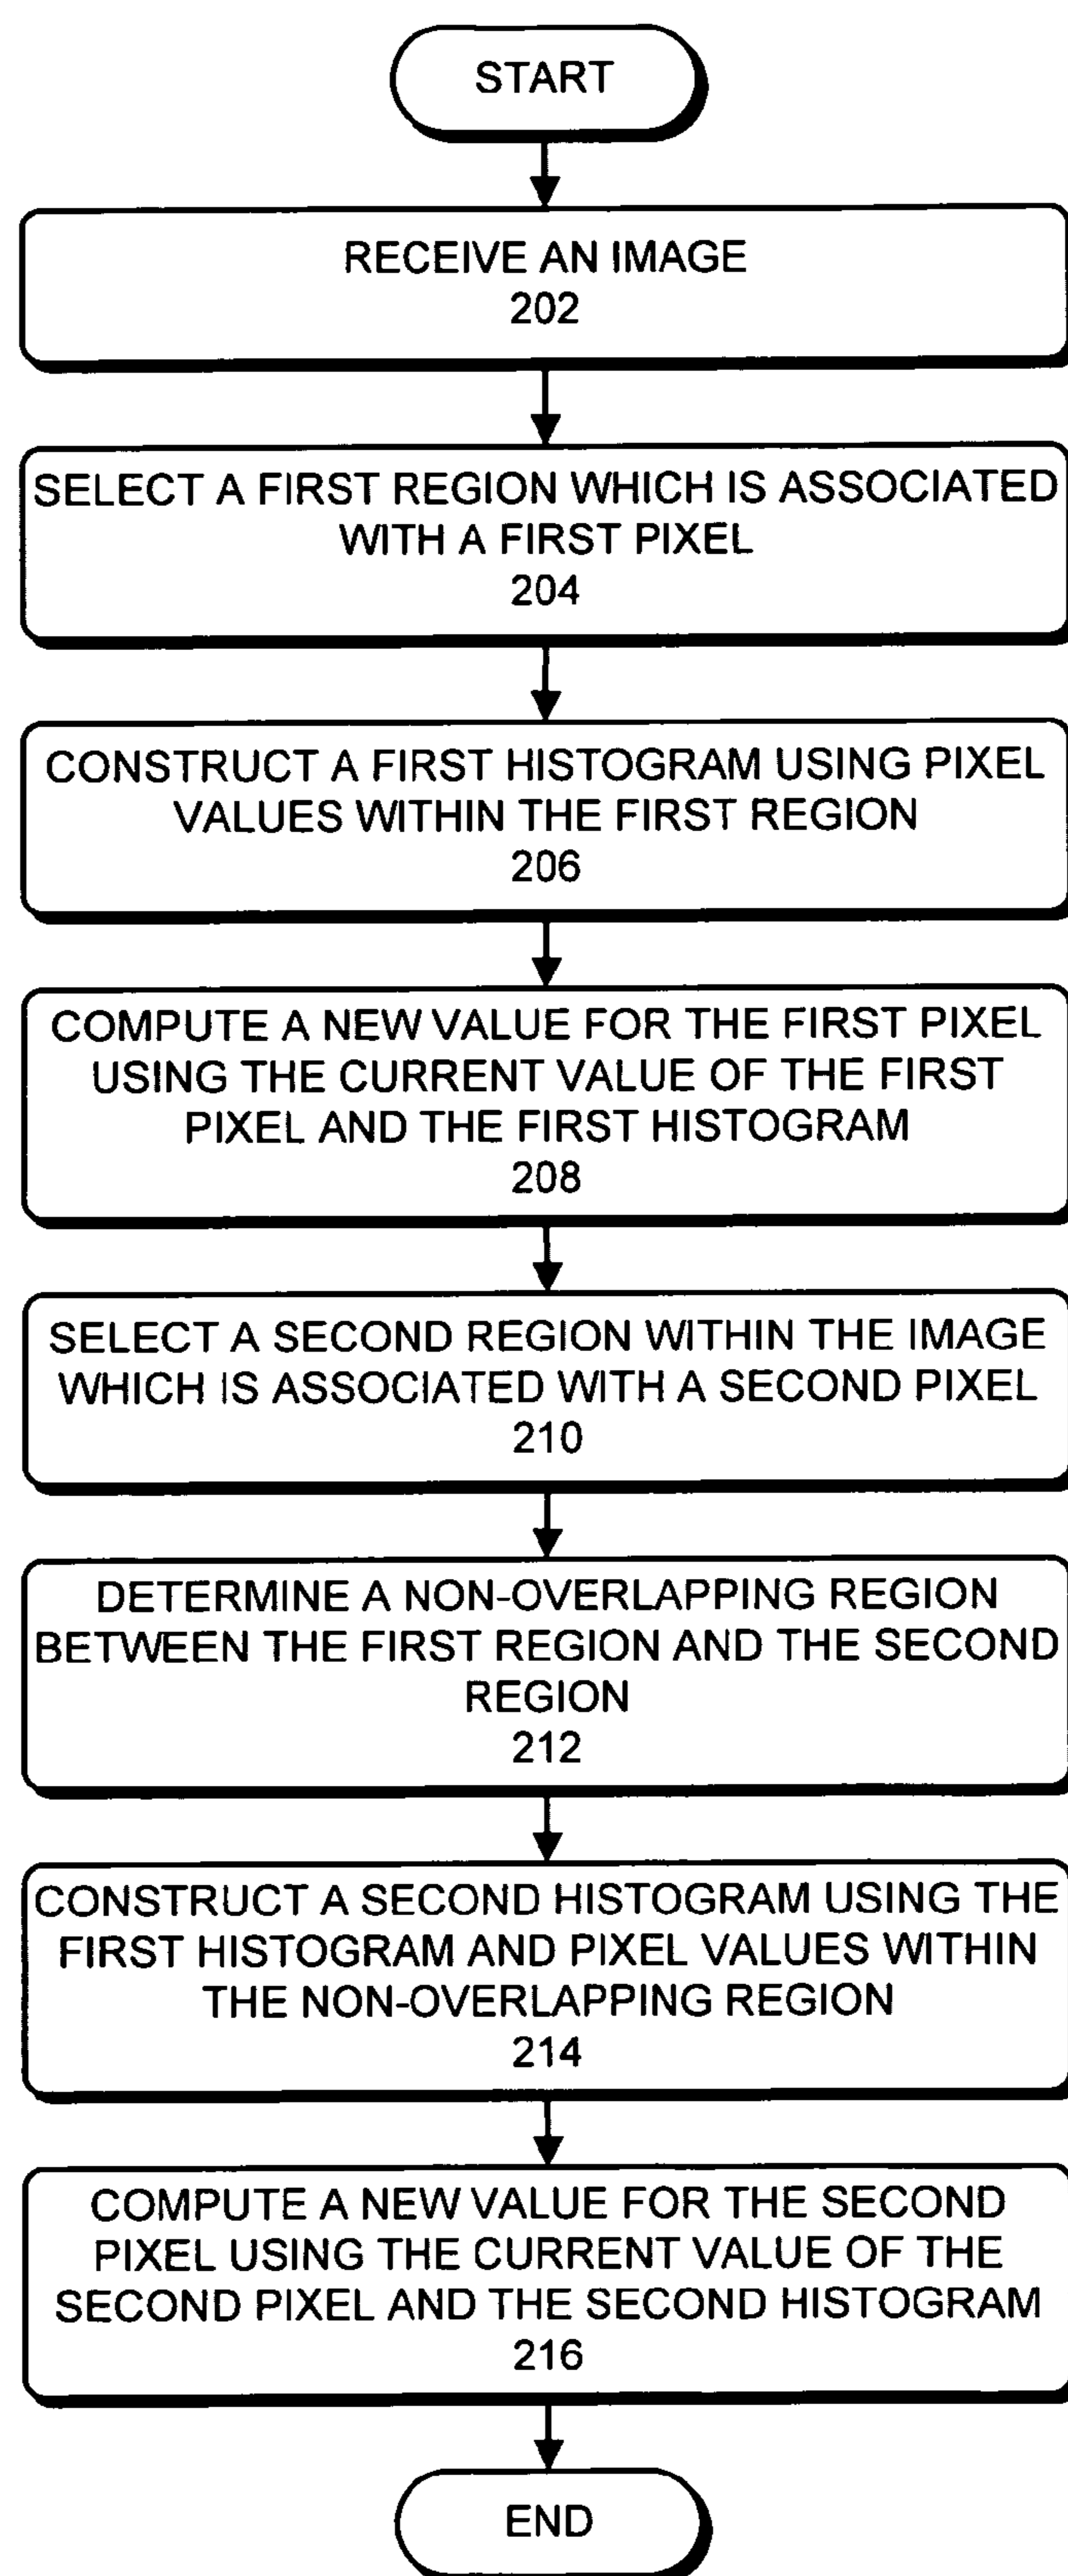 START
RECEIVE AN IMAGE
202
SELECT A FIRST REGION WHICH IS ASSOCIATED
WITH A FIRST PIXEL
204
CONSTRUCT A FIRST HISTOGRAM USING PIXEL
VALUES WITHIN THE FIRST REGION
206
COMPUTE A NEW VALUE FOR THE FIRST PIXEL
USING THE CURRENT VALUE OF THE FIRST
PIXEL AND THE FIRST HISTOGRAM
208
SELECT A SECOND REGION WITHIN THE IMAGE
WHICH IS ASSOCIATED WITH A SECOND PIXEL
210
DETERMINE A NON-OVERLAPPING REGION
BETWEEN THE FIRST REGION AND THE SECOND
REGION
212
CONSTRUCT A SECOND HISTOGRAM USING THE
FIRST HISTOGRAM AND PIXEL VALUES WITHIN
THE NON-OVERLAPPING REGION
214
COMPUTE A NEW VALUE FOR THE SECOND
PIXEL USING THE CURRENT VALUE OF THE
SECOND PIXEL AND THE SECOND HISTOGRAM
216
END